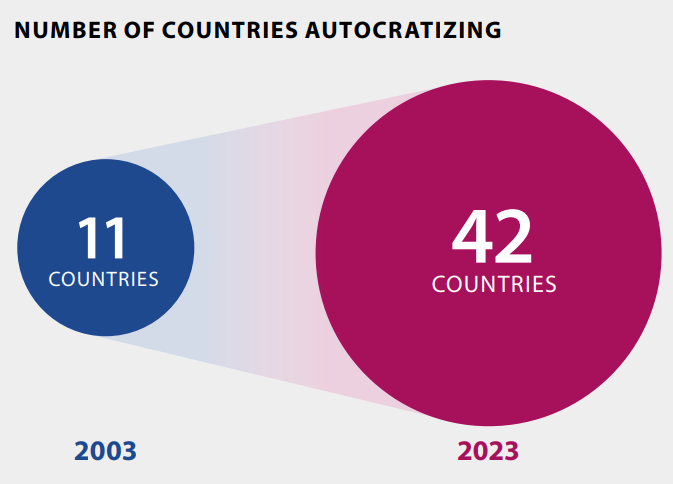 NUMBER OF COUNTRIES AUTOCRATIZING
11
COUNTRIES
42
COUNTRIES
2003
2023